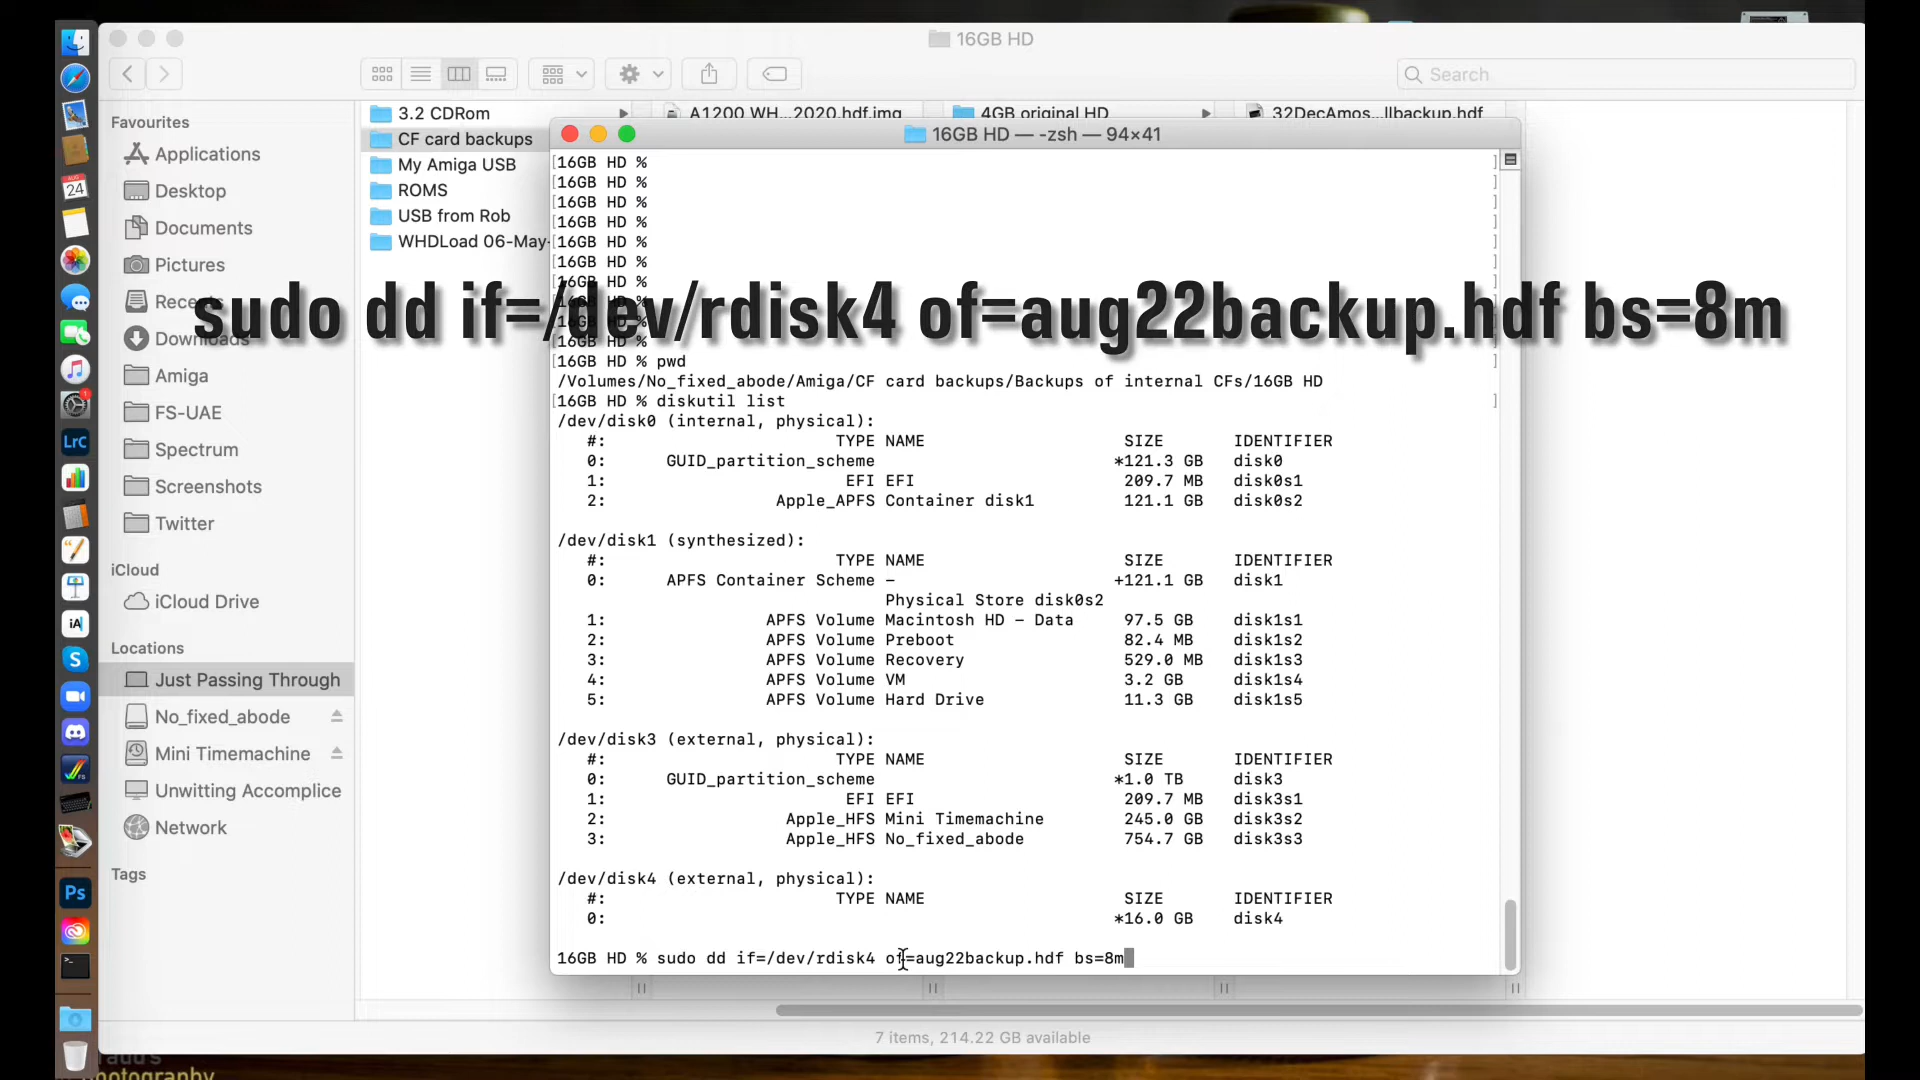 16GB HD
Search
Favourites
Applications
Desktop
Documents
Pictures
Recents
Downloads
Amiga
FS-UAE
Spectrum
Screenshots
Twitter
iCloud
iCloud Drive
Locations
Just Passing Through
No_fixed_abode
Mini Timemachine
Unwitting Accomplice
Network
Tags
3.2 CDRom
CF card backups
My Amiga USB
ROMS
USB from Rob
WHDLoad 06-May-
A1200 WH...2020.hdf.img
4GB original HD
32DecAmos...llbackup.hdf
16GB HD — -zsh — 94×41
[16GB HD % ]
[16GB HD % ]
[16GB HD % ]
[16GB HD % ]
[16GB HD % ]
[16GB HD % ]
[16GB HD % ]
[16GB HD % ]
[16GB HD % ]
[16GB HD % ]
sudo dd if=/dev/rdisk4 of=aug22backup.hdf bs=8m
[16GB HD % pwd ]
/Volumes/No_fixed_abode/Amiga/CF card backups/Backups of internal CFs/16GB HD
[16GB HD % diskutil list ]
/dev/disk0 (internal, physical):
#: TYPE NAME SIZE IDENTIFIER
0: GUID_partition_scheme *121.3 GB disk0
1: EFI EFI 209.7 MB disk0s1
2: Apple_APFS Container disk1 121.1 GB disk0s2
/dev/disk1 (synthesized):
#: TYPE NAME SIZE IDENTIFIER
0: APFS Container Scheme - +121.1 GB disk1
Physical Store disk0s2
1: APFS Volume Macintosh HD - Data 97.5 GB disk1s1
2: APFS Volume Preboot 82.4 MB disk1s2
3: APFS Volume Recovery 529.0 MB disk1s3
4: APFS Volume VM 3.2 GB disk1s4
5: APFS Volume Hard Drive 11.3 GB disk1s5
/dev/disk3 (external, physical):
#: TYPE NAME SIZE IDENTIFIER
0: GUID_partition_scheme *1.0 TB disk3
1: EFI EFI 209.7 MB disk3s1
2: Apple_HFS Mini Timemachine 245.0 GB disk3s2
3: Apple_HFS No_fixed_abode 754.7 GB disk3s3
/dev/disk4 (external, physical):
#: TYPE NAME SIZE IDENTIFIER
0: *16.0 GB disk4
16GB HD % sudo dd if=/dev/rdisk4 of=aug22backup.hdf bs=8m
7 items, 214.22 GB available
AUG
24
1
LrC
iA
S
FS
Ps
>_